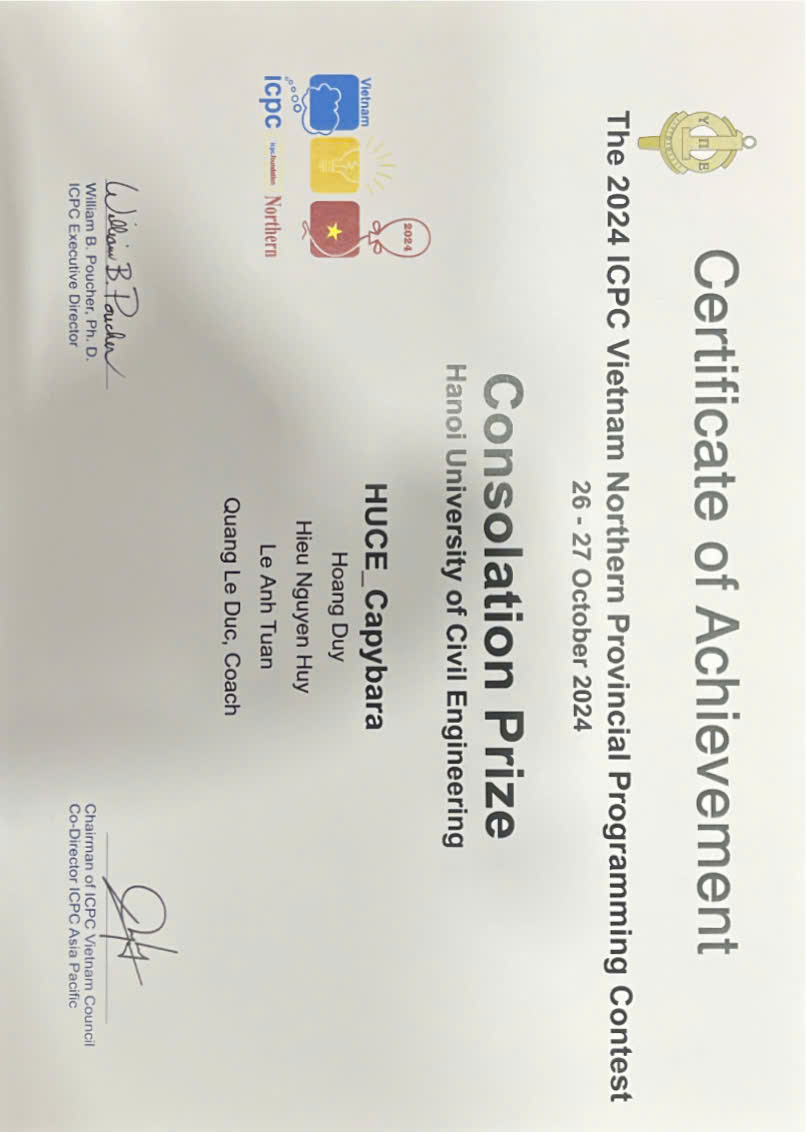 Certificate of Achievement
The 2024 ICPC Vietnam Northern Provincial Programming Contest
26 - 27 October 2024
Consolation Prize
Hanoi University of Civil Engineering
HUCE_Capybara
Hoang Duy
Hieu Nguyen Huy
Le Anh Tuan
Quang Le Duc, Coach
2024
Vietnam
icpc
icpc.foundation
Northern
ΥΠΕ
William B. Poucher
William B. Poucher, Ph. D.
ICPC Executive Director
Chairman of ICPC Vietnam Council
Co-Director ICPC Asia Pacific